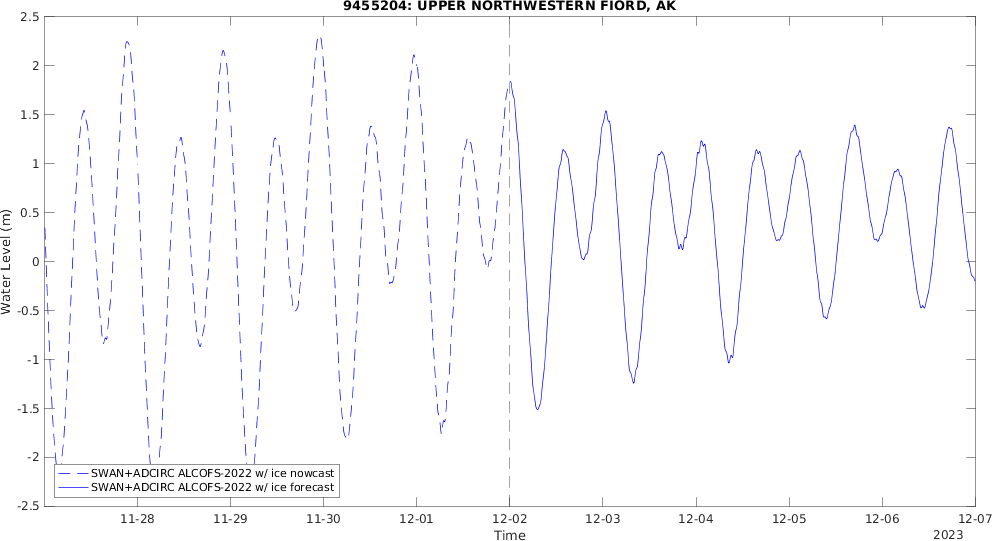 9455204: UPPER NORTHWESTERN FIORD, AK
2.5
2
1.5
1
0.5
0
-0.5
-1
-1.5
-2
-2.5
Water Level (m)
SWAN+ADCIRC ALCOFS-2022 w/ ice nowcast
SWAN+ADCIRC ALCOFS-2022 w/ ice forecast
11-28 11-29 11-30 12-01 12-02 12-03 12-04 12-05 12-06 12-07
Time
2023